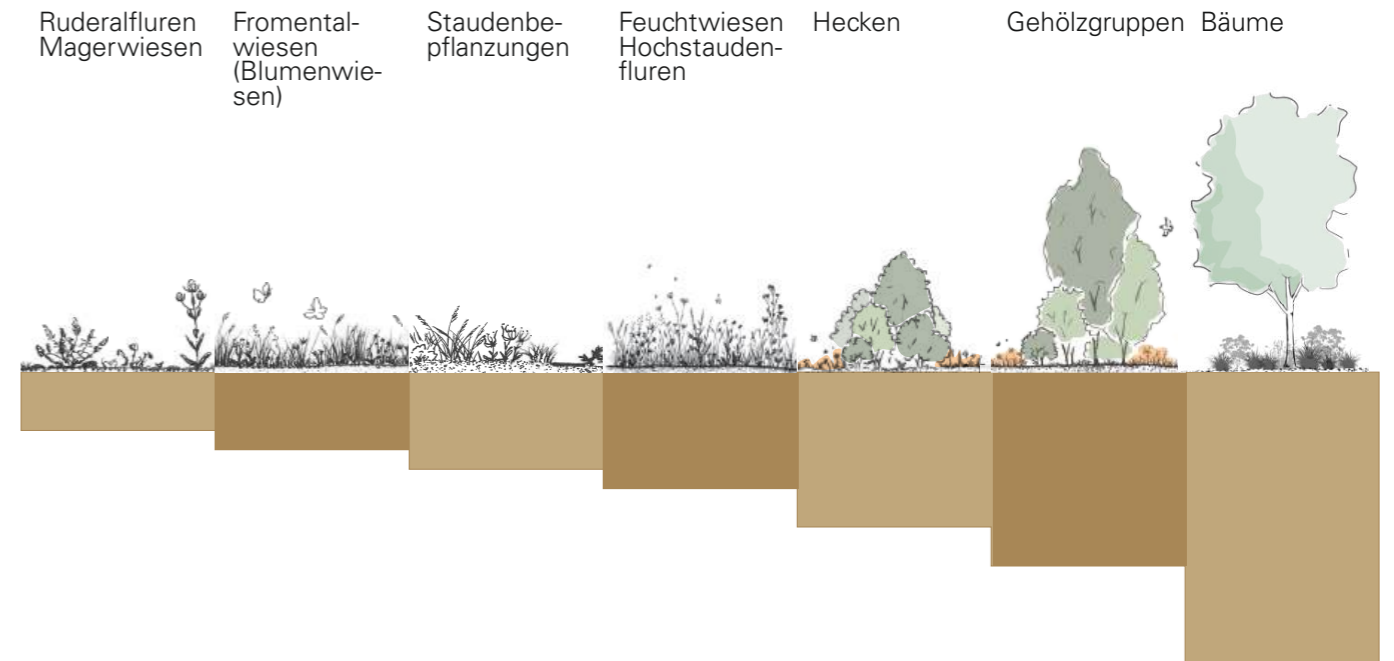 Ruderalfluren
Magerwiesen
Fromental-
wiesen
(Blumenwie-
sen)
Staudenbe-
pflanzungen
Feuchtwiesen
Hochstauden-
fluren
Hecken
Gehölzgruppen
Bäume